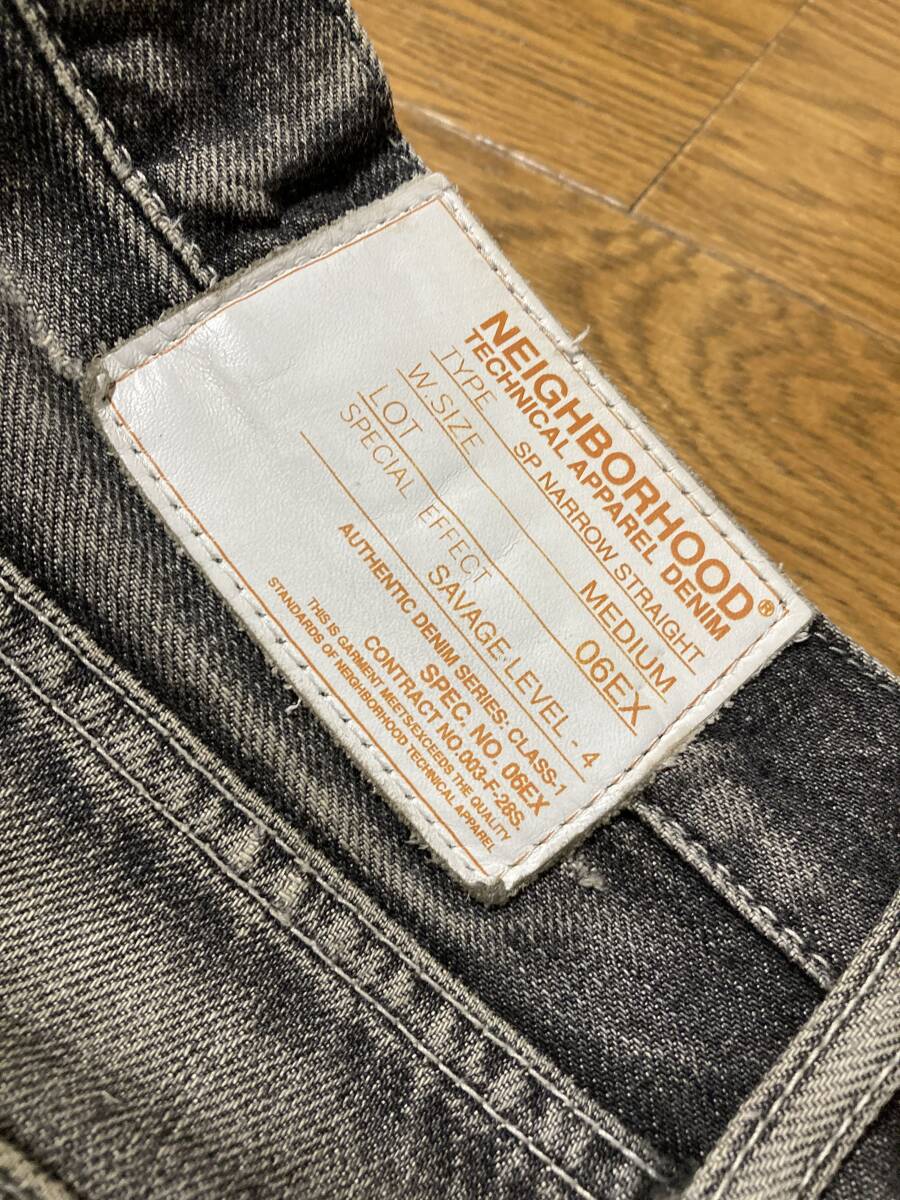 NEIGHBORHOOD®
TECHNICAL APPAREL DENIM
TYPE SP NARROW STRAIGHT
W.SIZE MEDIUM
LOT 06EX
SPECIAL EFFECT
SAVAGE LEVEL - 4
AUTHENTIC DENIM SERIES: CLASS-1
SPEC. NO. 06EX
CONTRACT NO.003-F-28S.
THIS IS GARMENT MEETS/EXCEEDS THE QUALITY
STANDARDS OF NEIGHBORHOOD TECHNICAL APPAREL